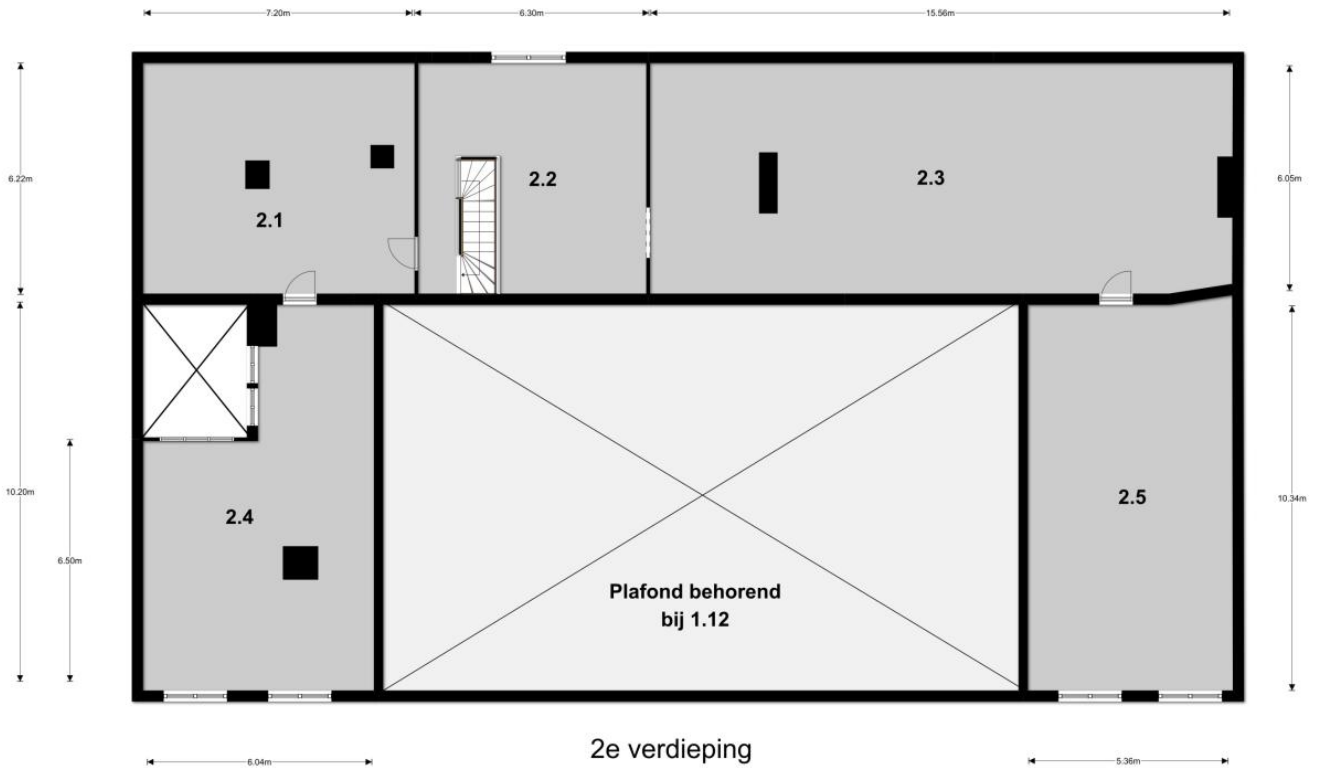 7.20m
6.30m
15.56m
6.22m
2.1
2.2
2.3
6.05m
10.20m
6.50m
2.4
Plafond behorend
bij 1.12
2.5
10.34m
6.04m
2e verdieping
5.36m